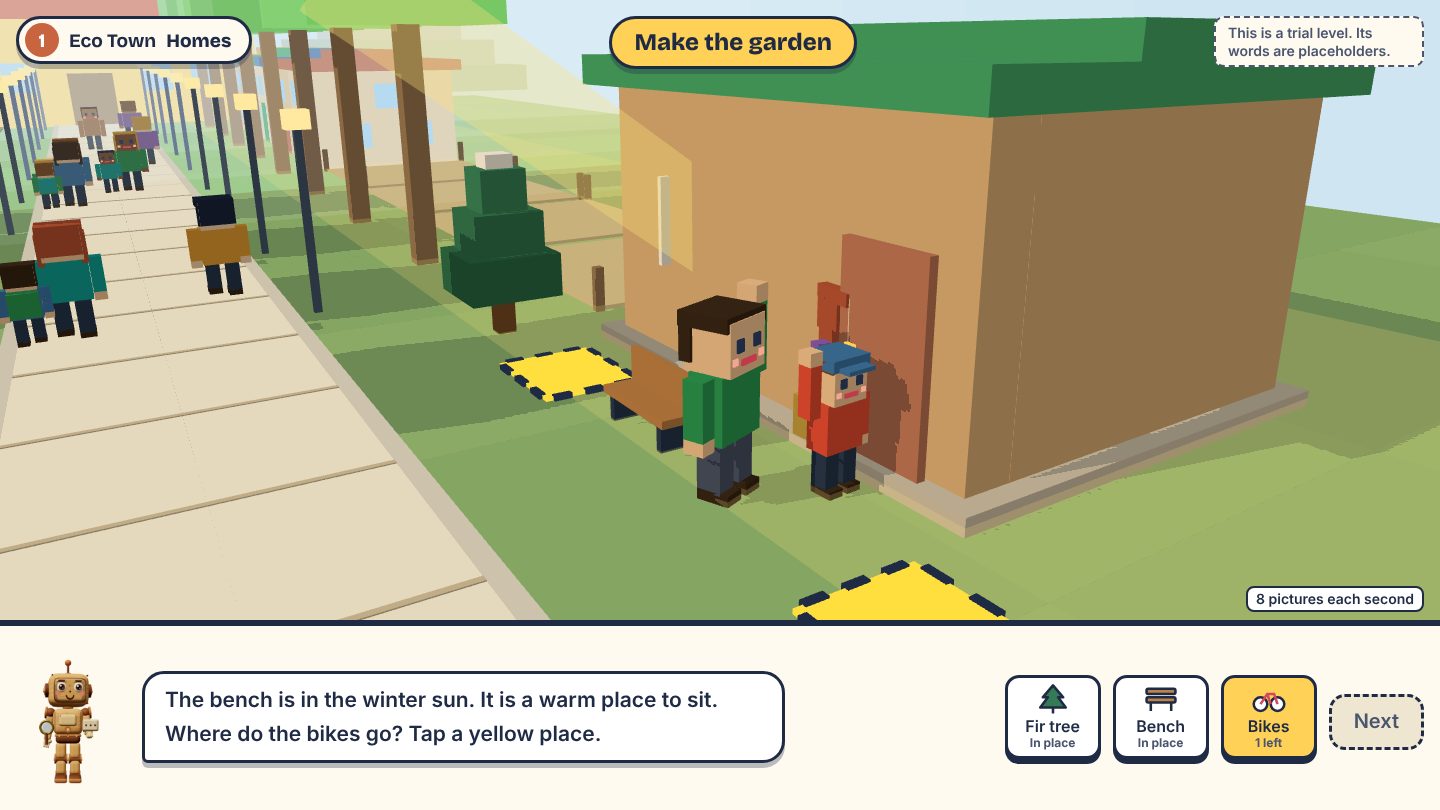 1 Eco Town Homes
Make the garden
This is a trial level. Its
words are placeholders.
8 pictures each second
The bench is in the winter sun. It is a warm place to sit.
Where do the bikes go? Tap a yellow place.
Fir tree
In place
Bench
In place
Bikes
1 left
Next